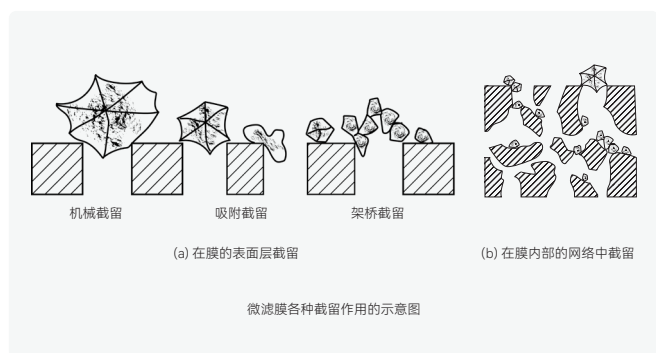 机械截留 吸附截留 架桥截留
(a) 在膜的表面层截留 (b) 在膜内部的网络中截留
微滤膜各种截留作用的示意图